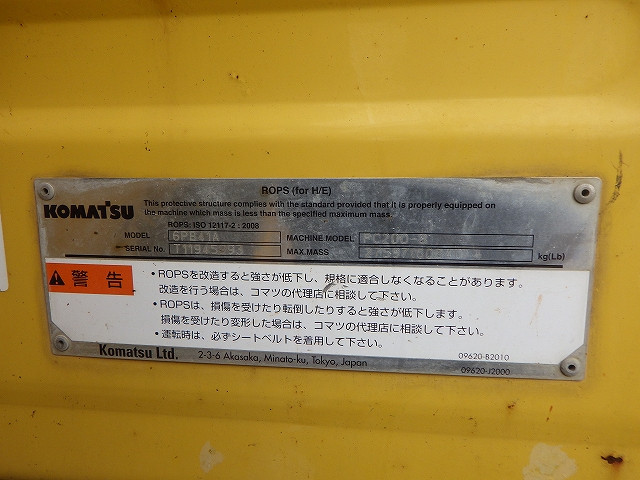 ROPS (for H/E)
KOMATSU
This protective structure complies with the standard provided that it is properly equipped on
the machine which mass is less than the specified maximum mass.
ROPS: ISO 12117-2 : 2008
MODEL MACHINE MODEL PC200-8
SERIAL No. MAX.MASS kg(Lb)
警告
・ROPSを改造すると強さが低下し、規格に適合しなくなることがあります。
改造を行う場合は、コマツの代理店に相談して下さい。
・ROPSは、損傷を受けたり転倒したりすると強さが低下します。
損傷を受けたり変形した場合は、コマツの代理店に相談して下さい。
・運転時は、必ずシートベルトを着用して下さい。
Komatsu Ltd. 2-3-6 Akasaka, Minato-ku, Tokyo, Japan
09620-B2010
09620-J2000